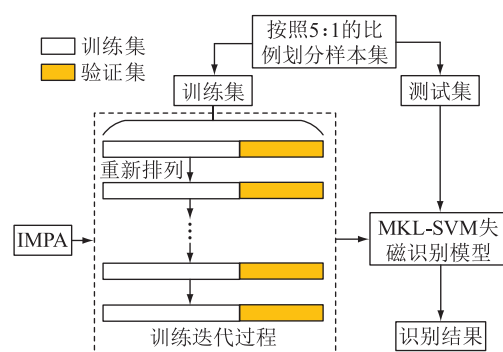 训练集
验证集
按照5:1的比
例划分样本集
训练集
测试集
重新排列
IMPA
MKL-SVM失
磁识别模型
训练迭代过程
识别结果